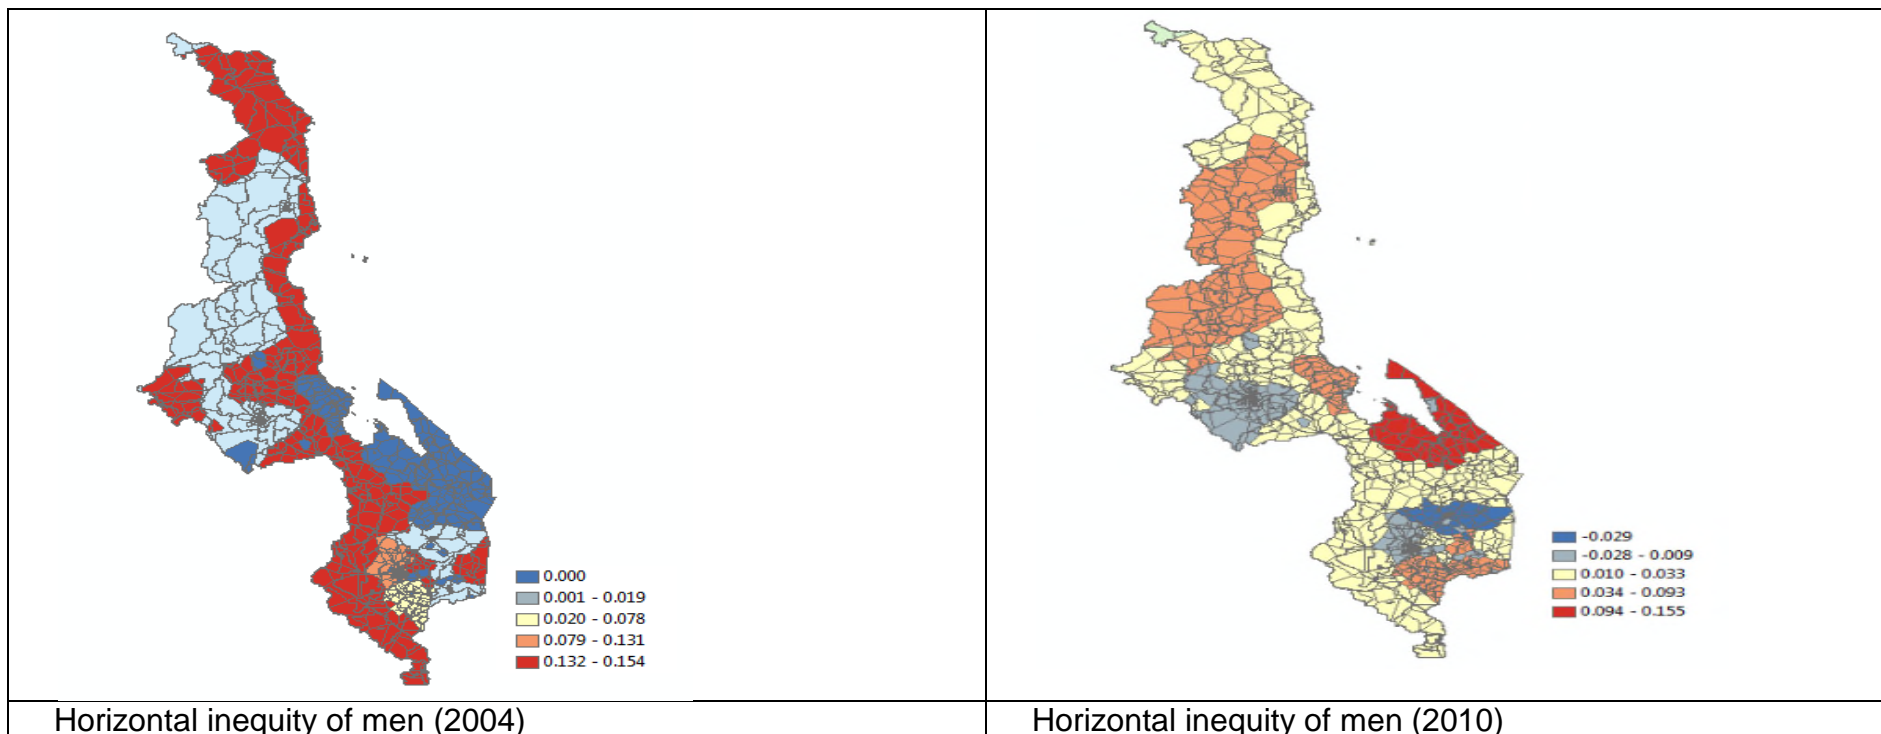 0.000
0.001 - 0.019
0.020 - 0.078
0.079 - 0.131
0.132 - 0.154
Horizontal inequity of men (2004)
-0.029
-0.028 - 0.009
0.010 - 0.033
0.034 - 0.093
0.094 - 0.155
Horizontal inequity of men (2010)